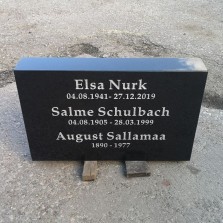 Elsa Nurk
04.08.1941- 27.12.2019
Salme Schulbach
04.08.1905 - 28.03.1999
August Sallamaa
1890 - 1977